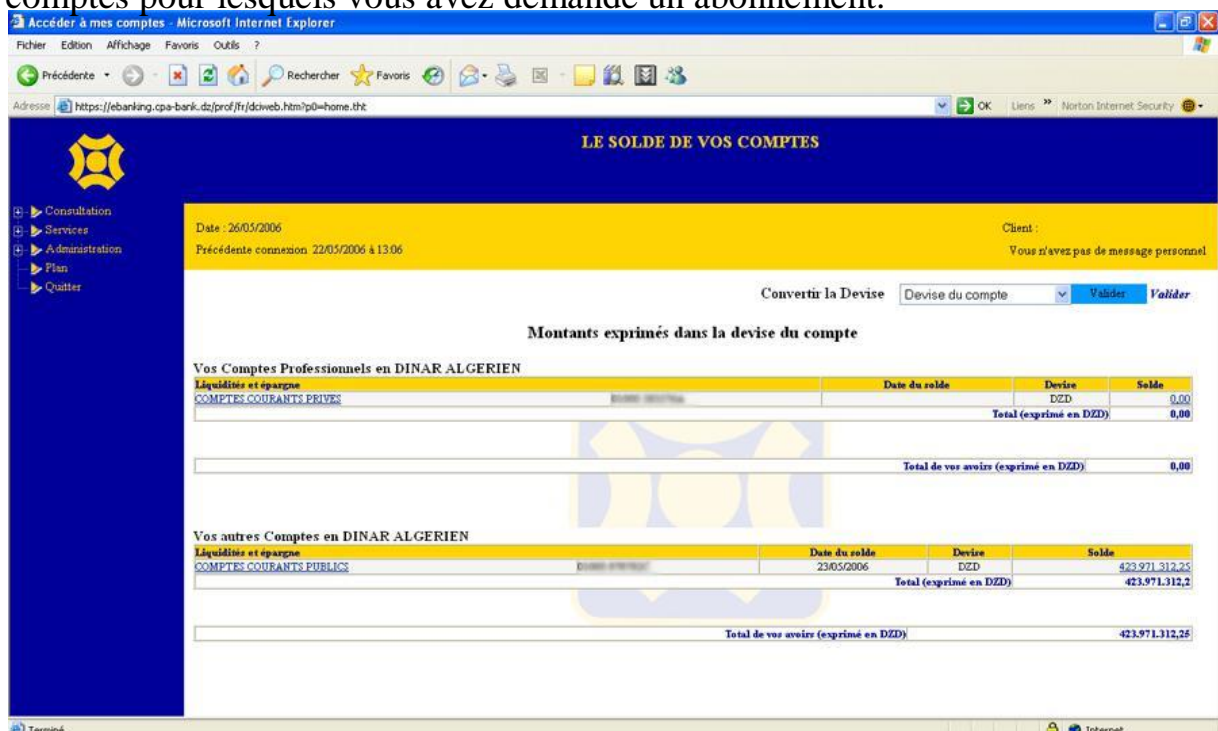 comptes pour lesquels vous avez demandé un abonnement.
Accéder à mes comptes - Microsoft Internet Explorer
Fichier Edition Affichage Favoris Outils ?
Précédente Rechercher Favoris
Adresse https://ebanking.cpa-bank.dz/prof/fr/dciweb.htm?p0=home.tht OK Liens » Norton Internet Security
LE SOLDE DE VOS COMPTES
Consultation
Services
Administration
Plan
Quitter
Date : 26/05/2006 Client :
Précédente connexion 22/05/2006 à 13:06 Vous n'avez pas de message personnel
Convertir la Devise Devise du compte Valider Valider
Montants exprimés dans la devise du compte
Vos Comptes Professionnels en DINAR ALGERIEN
Liquidités et épargne Date du solde Devise Solde
COMPTES COURANTS PRIVES DZD 0,00
Total (exprimé en DZD) 0,00
Total de vos avoirs (exprimé en DZD) 0,00
Vos autres Comptes en DINAR ALGERIEN
Liquidités et épargne Date du solde Devise Solde
COMPTES COURANTS PUBLICS 23/05/2006 DZD 423.971.312,25
Total (exprimé en DZD) 423.971.312,2
Total de vos avoirs (exprimé en DZD) 423.971.312,25
Terminé Internet